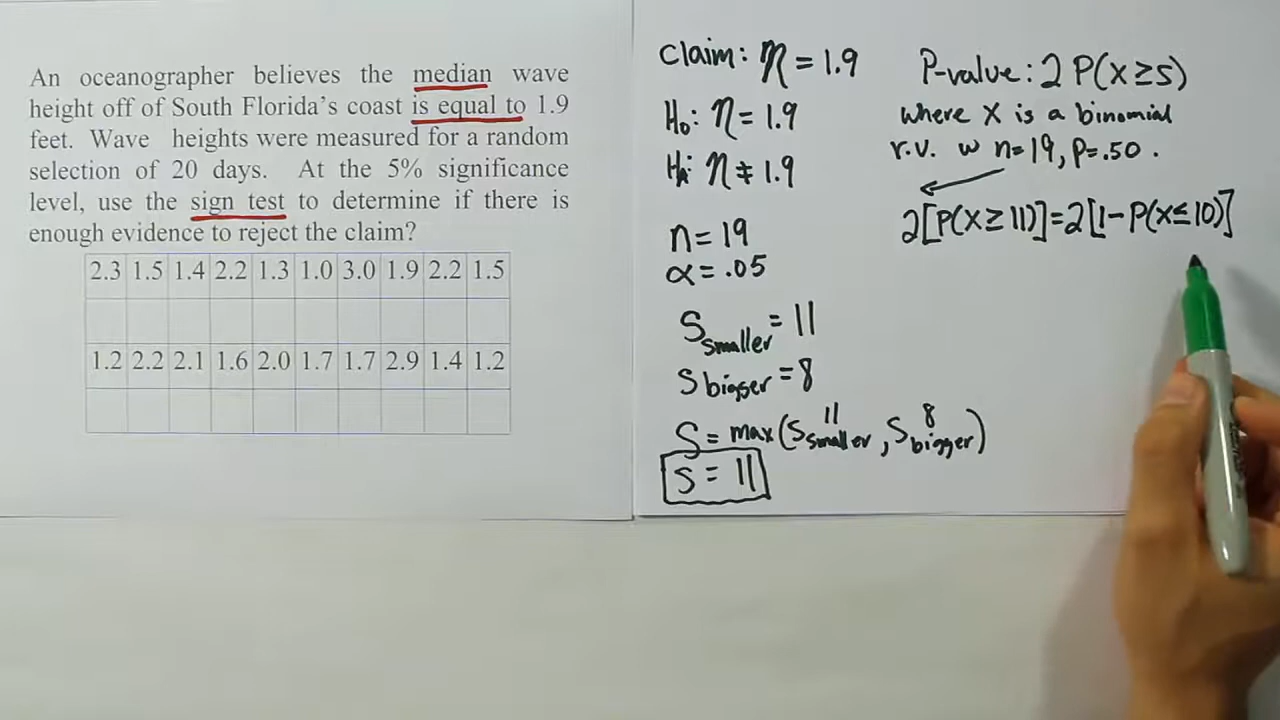 An oceanographer believes the median wave
height off of South Florida's coast is equal to 1.9
feet. Wave heights were measured for a random
selection of 20 days. At the 5% significance
level, use the sign test to determine if there is
enough evidence to reject the claim?
2.3 1.5 1.4 2.2 1.3 1.0 3.0 1.9 2.2 1.5
1.2 2.2 2.1 1.6 2.0 1.7 1.7 2.9 1.4 1.2
Claim: η = 1.9
H₀: η = 1.9
Hₐ: η ≠ 1.9
n = 19
α = .05
S smaller = 11
S bigger = 8
11 8
S = max(S smaller, S bigger)
S = 11
P-value: 2 P(X ≥ S)
where X is a binomial
r.v. w n=19, p=.50.
2[P(X ≥ 11)] = 2[1 - P(X ≤ 10)]